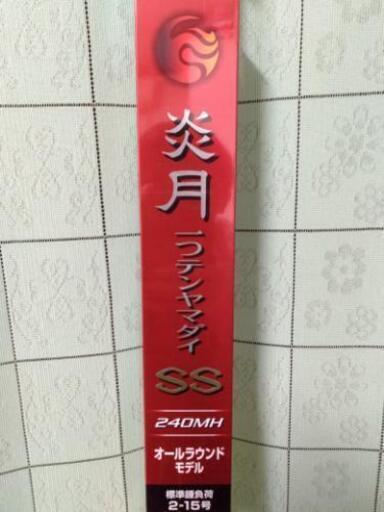 炎月
一つテンヤマダイ
SS
240MH
オールラウンド
モデル
標準錘負荷
2-15号